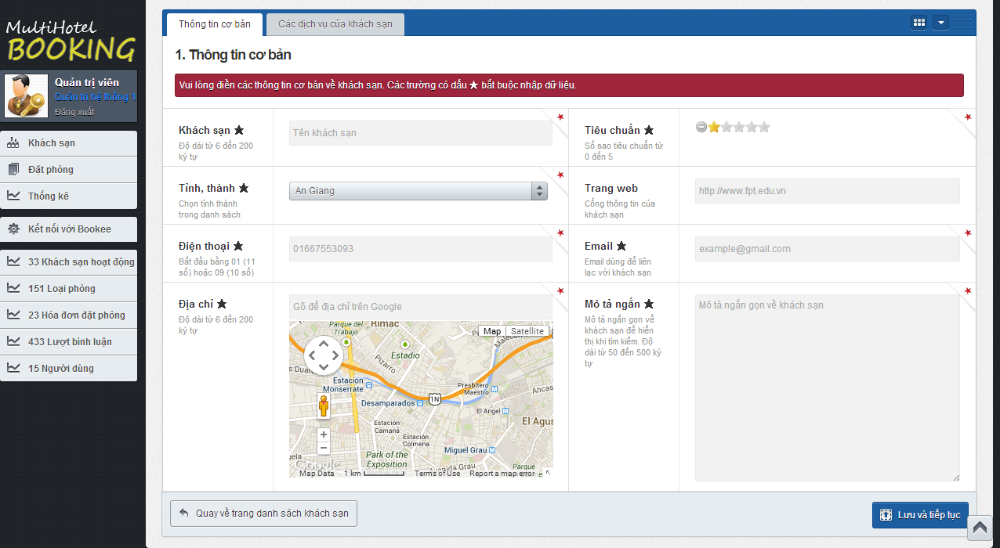 MultiHotel
BOOKING
Quản trị viên
Quản trị hệ thống 1
Đăng xuất
Khách sạn
Đặt phòng
Thống kê
Kết nối với Bookee
33 Khách sạn hoạt động
151 Loại phòng
23 Hóa đơn đặt phòng
433 Lượt bình luận
15 Người dùng
Thông tin cơ bản
Các dịch vụ của khách sạn
1. Thông tin cơ bản
Vui lòng điền các thông tin cơ bản về khách sạn. Các trường có dấu ★ bắt buộc nhập dữ liệu.
Khách sạn ★
Độ dài từ 6 đến 200
ký tự
Tên khách sạn
Tiêu chuẩn ★
Số sao tiêu chuẩn từ
0 đến 5
Tỉnh, thành ★
Chọn tỉnh thành
trong danh sách
An Giang
Trang web
Cổng thông tin của
khách sạn
http://www.fpt.edu.vn
Điện thoại ★
Bắt đầu bằng 01 (11
số) hoặc 09 (10 số)
01667553093
Email ★
Email dùng để liên
lạc với khách sạn
example@gmail.com
Địa chỉ ★
Độ dài từ 6 đến 200
ký tự
Gõ để địa chỉ trên Google
Parque del
Trabajo
Rimac
Map
Satellite
Malecon
Estadio
Pizarro
Duar
Estacion
Monserrate
Presbitero
Maestro
Ancas
Desamparados
1N
El Angel
El Agus
Estación
Camaná
Estación
Colmena
Miguel Grau
Park of the
Exposition
uela
Google
Avenida Grau
Parque
Map Data
1 km
Terms of Use
Report a map error
Mô tả ngắn ★
Mô tả ngắn gọn về
khách sạn để hiển
thị khi tìm kiếm. Độ
dài từ 50 đến 500 ký
tự
Mô tả ngắn gọn về khách sạn
Quay về trang danh sách khách sạn
Lưu và tiếp tục